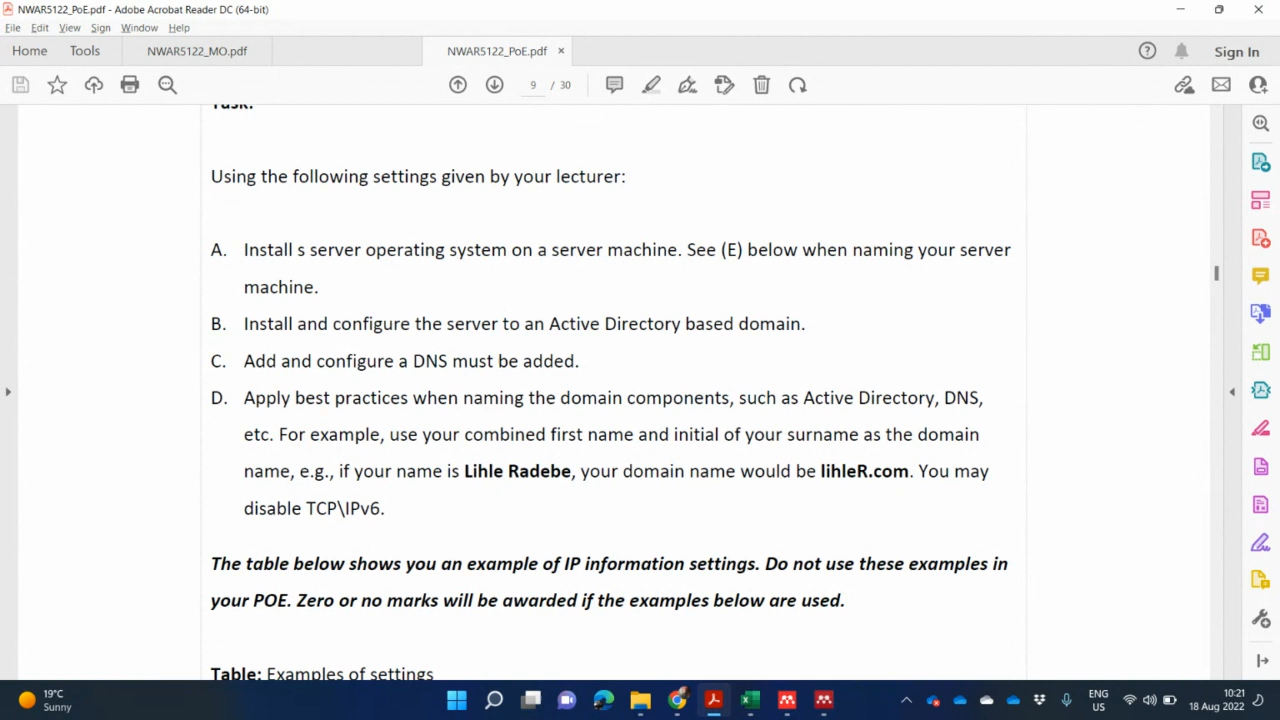 NWAR5122_PoE.pdf - Adobe Acrobat Reader DC (64-bit)
File Edit View Sign Window Help
Home Tools NWAR5122_MO.pdf NWAR5122_PoE.pdf × Sign In
9 / 30
Task:
Using the following settings given by your lecturer:
A. Install s server operating system on a server machine. See (E) below when naming your server
machine.
B. Install and configure the server to an Active Directory based domain.
C. Add and configure a DNS must be added.
D. Apply best practices when naming the domain components, such as Active Directory, DNS,
etc. For example, use your combined first name and initial of your surname as the domain
name, e.g., if your name is Lihle Radebe, your domain name would be lihleR.com. You may
disable TCP\IPv6.
The table below shows you an example of IP information settings. Do not use these examples in
your POE. Zero or no marks will be awarded if the examples below are used.
Table: Examples of settings
19°C
Sunny
ENG
US
10:21
18 Aug 2022